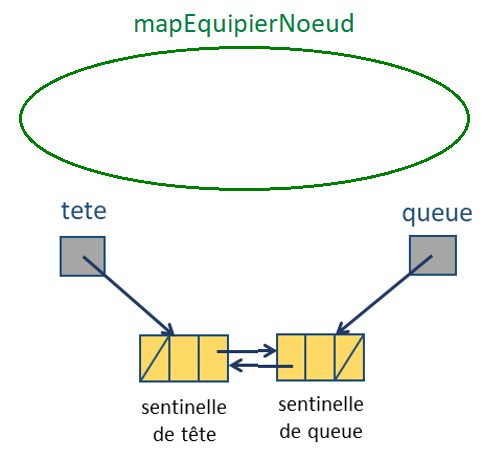 mapEquipierNoeud
tete
queue
sentinelle
de tête
sentinelle
de queue